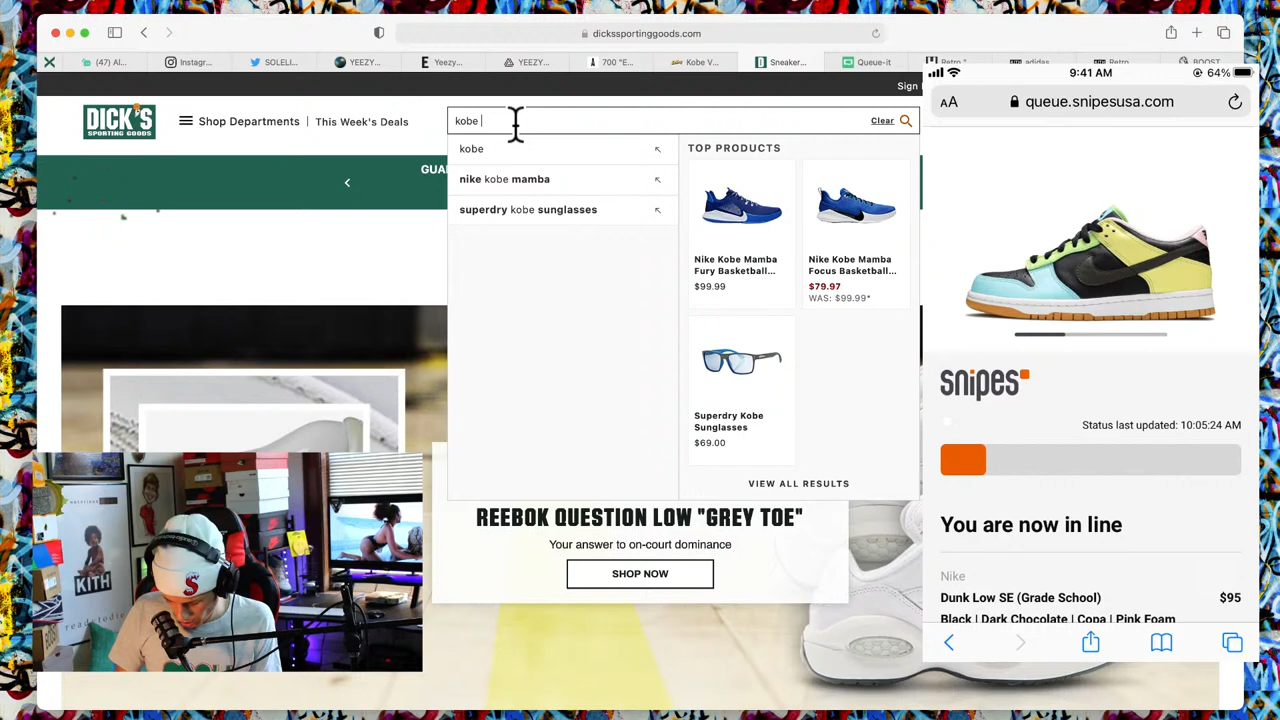 dickssportinggoods.com
(47) Al...
Instagr...
SOLELI...
YEEZY...
Yeezy...
YEEZY...
700 "E...
Kobe V...
Sneaker...
Queue-it
Retro
adidas
Retro
BOOST
Sign
DICK'S
SPORTING GOODS
Shop Departments
This Week's Deals
kobe
Clear
GUA
kobe
nike kobe mamba
superdry kobe sunglasses
TOP PRODUCTS
Nike Kobe Mamba
Fury Basketball...
$99.99
Nike Kobe Mamba
Focus Basketball...
$79.97
WAS: $99.99*
Superdry Kobe
Sunglasses
$69.00
VIEW ALL RESULTS
REEBOK QUESTION LOW "GREY TOE"
Your answer to on-court dominance
SHOP NOW
9:41 AM
64%
AA
queue.snipesusa.com
snipes
Status last updated: 10:05:24 AM
You are now in line
Nike
Dunk Low SE (Grade School)
$95
Black | Dark Chocolate | Copa | Pink Foam
KITH
readytodie
S